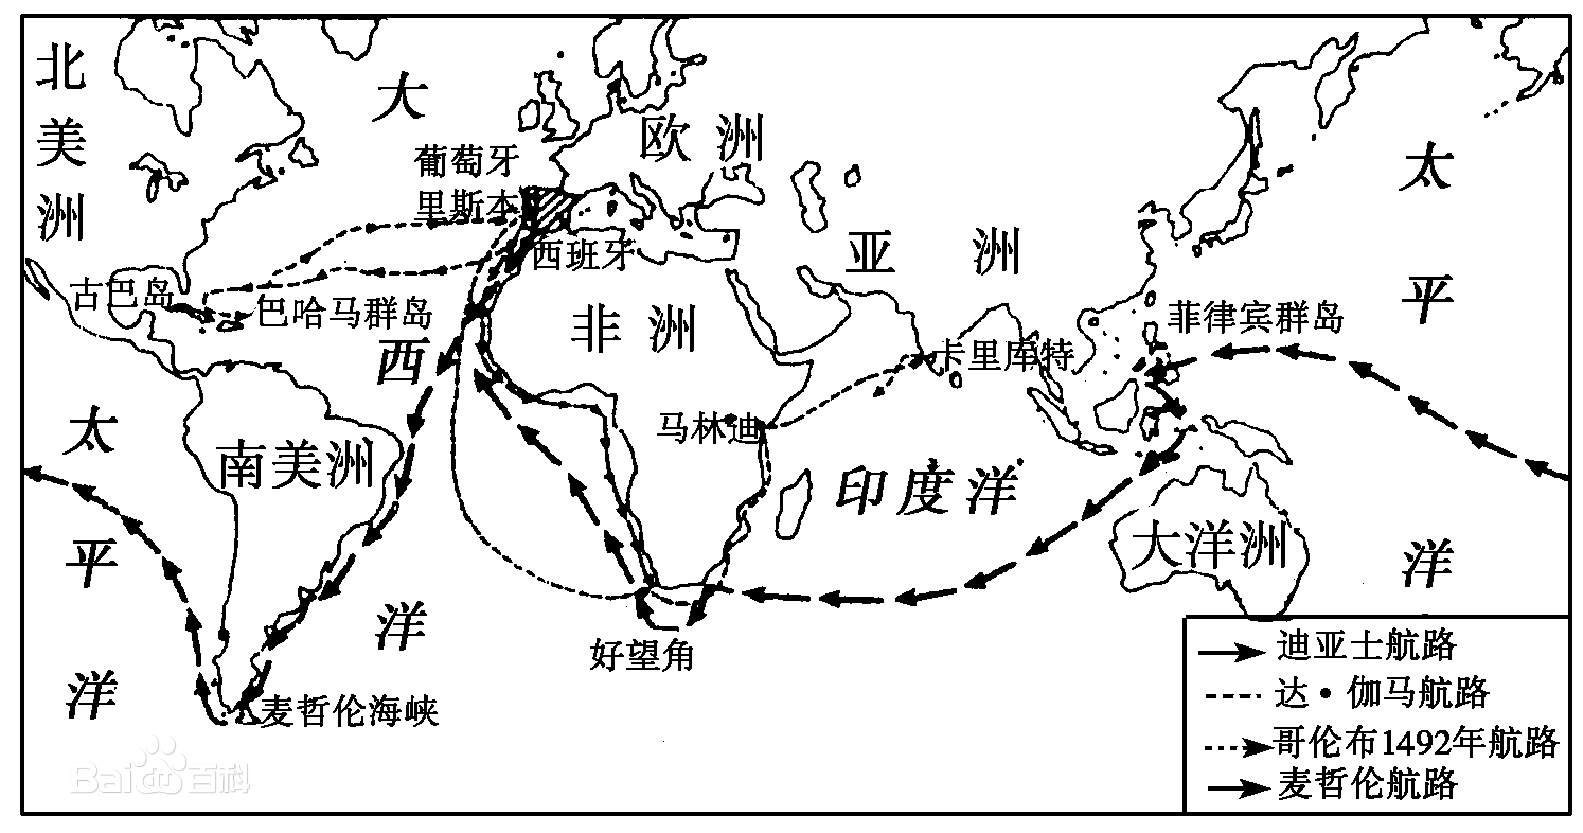 北美洲
大西洋
欧洲
葡萄牙
里斯本
西班牙
亚洲
太平洋
古巴岛
巴哈马群岛
非洲
菲律宾群岛
卡里库特
马林迪
太平洋
南美洲
印度洋
大洋洲
好望角
麦哲伦海峡
迪亚士航路
达·伽马航路
哥伦布1492年航路
麦哲伦航路
Bai百科